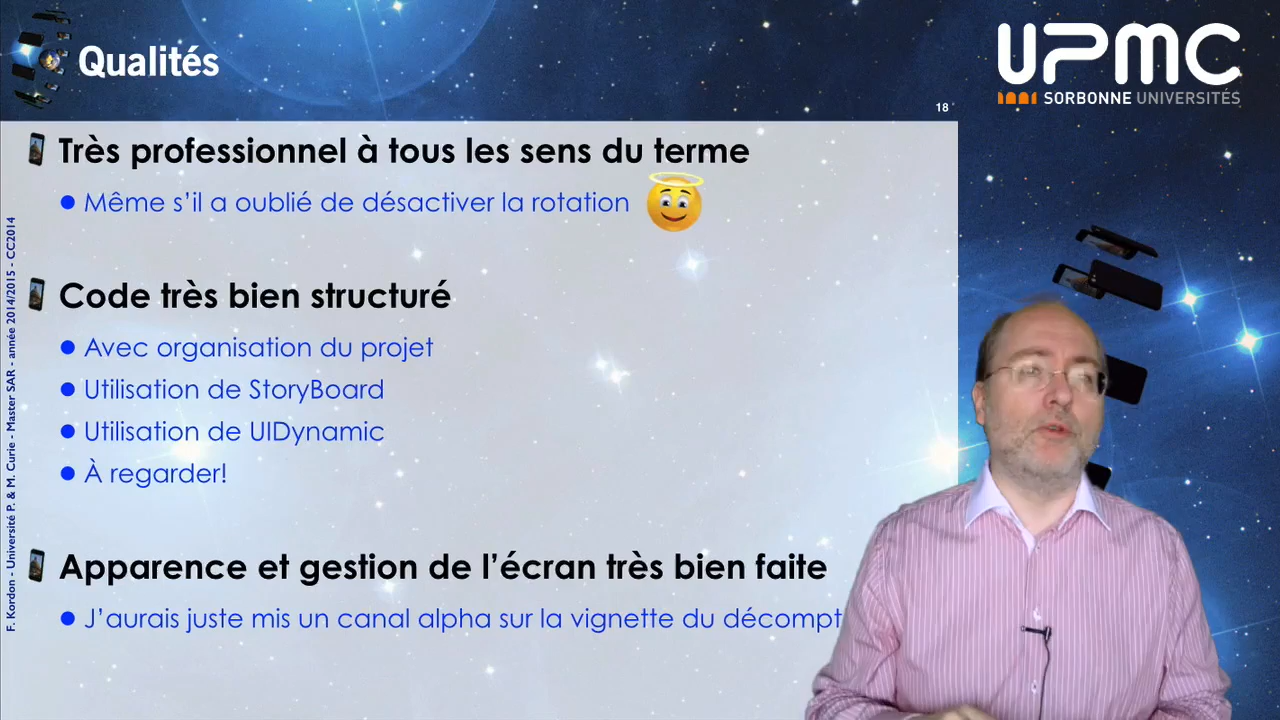 Qualités
UPMC
SORBONNE UNIVERSITÉS
18
Très professionnel à tous les sens du terme
Même s’il a oublié de désactiver la rotation
Code très bien structuré
Avec organisation du projet
Utilisation de StoryBoard
Utilisation de UIDynamic
À regarder!
Apparence et gestion de l’écran très bien faite
J’aurais juste mis un canal alpha sur la vignette du décompt
F. Kordon - Université P. & M. Curie - Master SAR - année 2014/2015 - CC2014